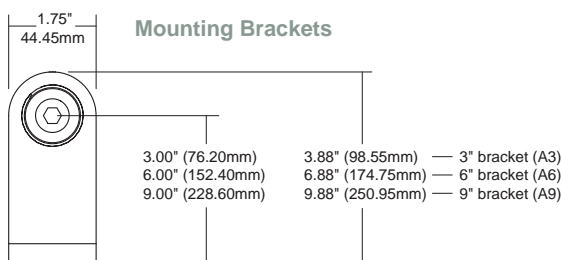 1.75"
44.45mm
Mounting Brackets
3.00" (76.20mm) 3.88" (98.55mm) — 3" bracket (A3)
6.00" (152.40mm) 6.88" (174.75mm) — 6" bracket (A6)
9.00" (228.60mm) 9.88" (250.95mm) — 9" bracket (A9)